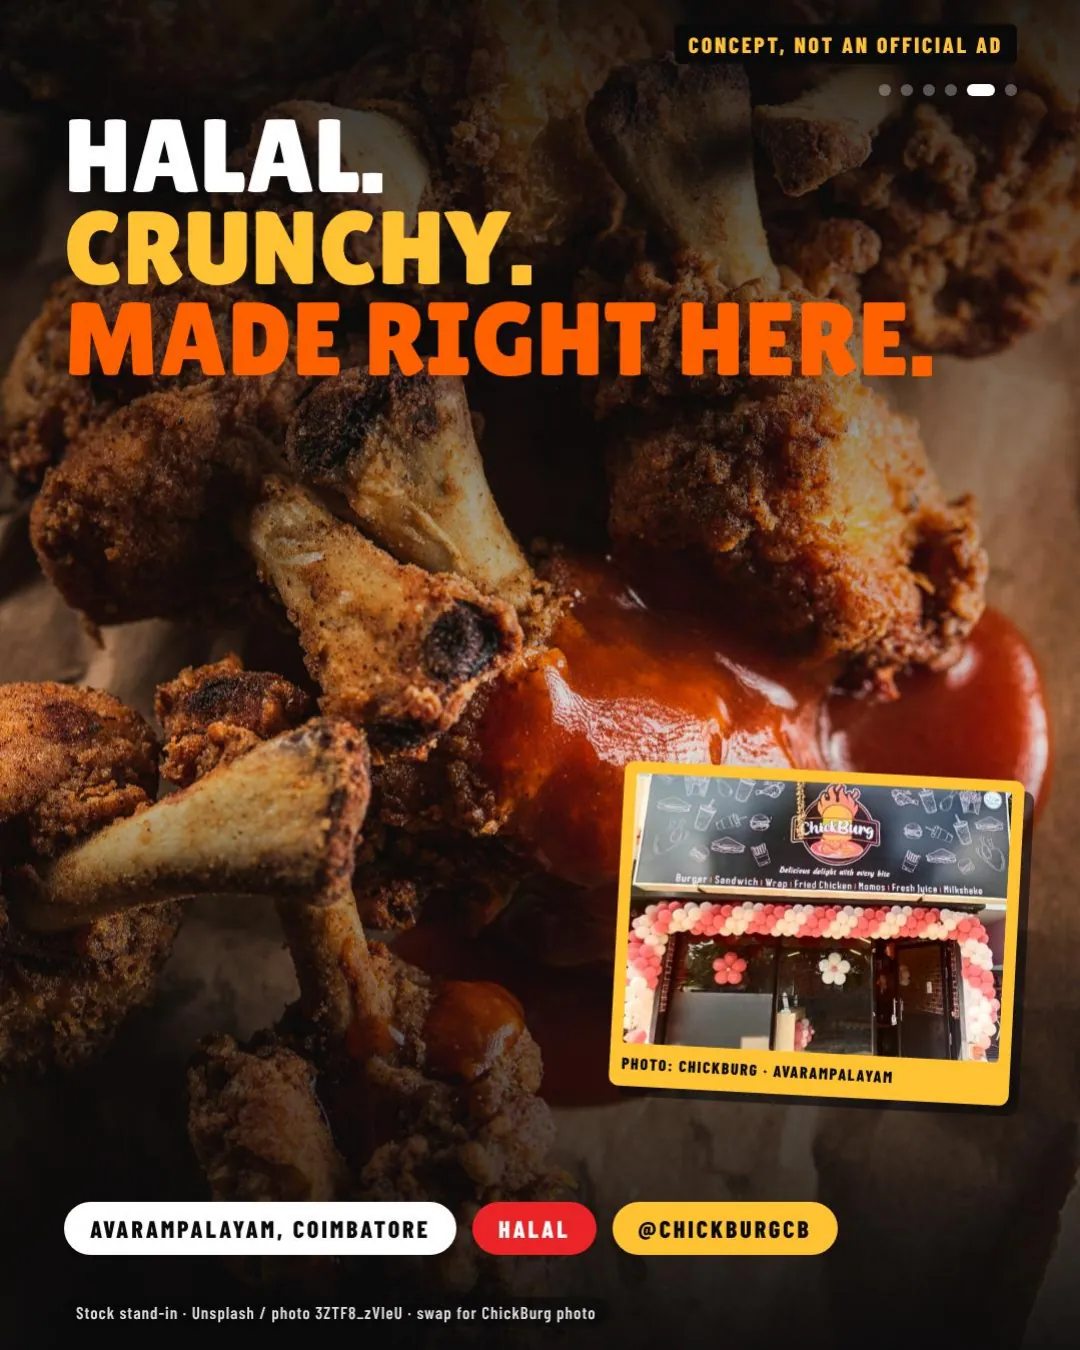 CONCEPT, NOT AN OFFICIAL AD
HALAL.
CRUNCHY.
MADE RIGHT HERE.
ChickBurg
Delicious delight with every bite
Burger | Sandwich | Wrap | Fried Chicken | Momos | Fresh Juice | Milkshake
PHOTO: CHICKBURG · AVARAMPALAYAM
AVARAMPALAYAM, COIMBATORE
HALAL
@CHICKBURGCB
Stock stand-in · Unsplash / photo 3ZTF8_zVIeU · swap for ChickBurg photo